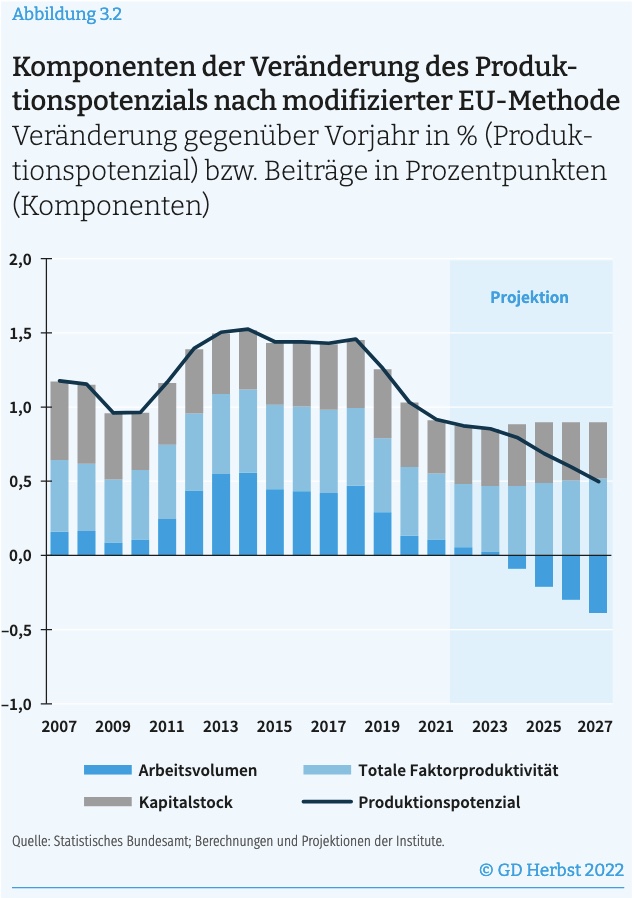 Abbildung 3.2
Komponenten der Veränderung des Produk-
tionspotenzials nach modifizierter EU-Methode
Veränderung gegenüber Vorjahr in % (Produk-
tionspotenzial) bzw. Beiträge in Prozentpunkten
(Komponenten)
2,0
Projektion
1,5
1,0
0,5
0,0
–0,5
–1,0
2007 2009 2011 2013 2015 2017 2019 2021 2023 2025 2027
Arbeitsvolumen Totale Faktorproduktivität
Kapitalstock Produktionspotenzial
Quelle: Statistisches Bundesamt; Berechnungen und Projektionen der Institute.
© GD Herbst 2022